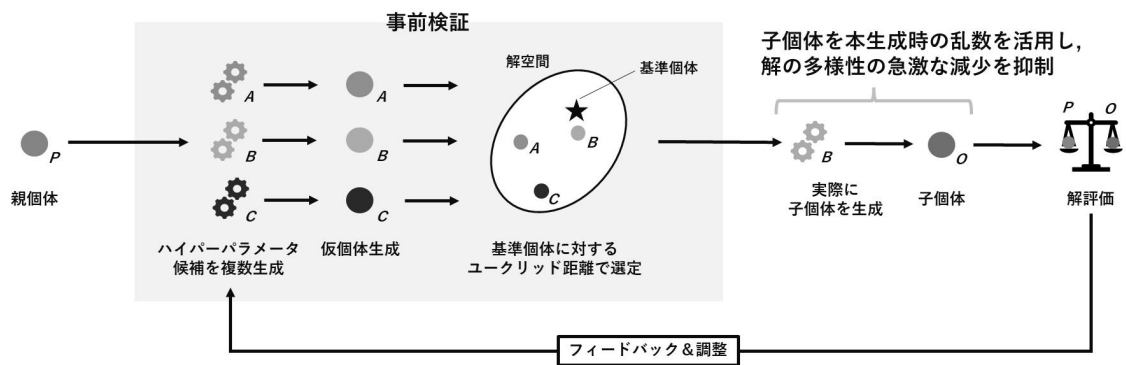 事前検証
子個体を本生成時の乱数を活用し,
解の多様性の急激な減少を抑制
解空間
基準個体
A
A
A
B
B
B
C
C
C
P
B
O
P
O
親個体
ハイパーパラメータ
候補を複数生成
仮個体生成
基準個体に対する
ユークリッド距離で選定
実際に
子個体を生成
子個体
解評価
フィードバック&調整